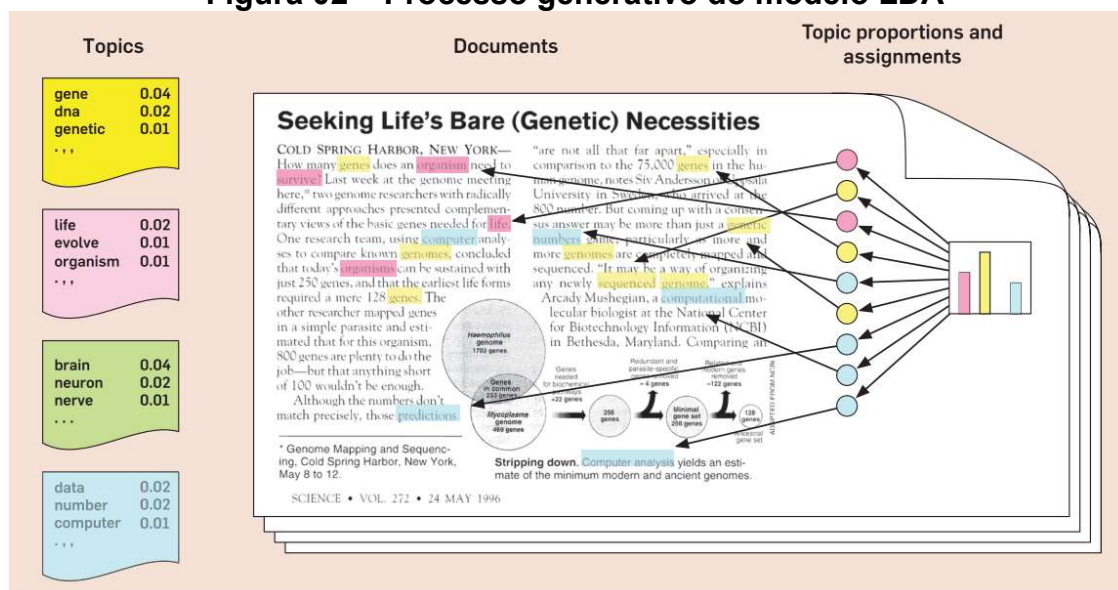 Figura 02 - Processo generativo do modelo LDA
Topics
Documents
Topic proportions and
assignments
gene 0.04
dna 0.02
genetic 0.01
. , ,
life 0.02
evolve 0.01
organism 0.01
. , ,
brain 0.04
neuron 0.02
nerve 0.01
...
data 0.02
number 0.02
computer 0.01
. , ,
Seeking Life's Bare (Genetic) Necessities
COLD SPRING HARBOR, NEW YORK—
How many genes does an organism need to
survive? Last week at the genome meeting
here,* two genome researchers with radically
different approaches presented complemen-
tary views of the basic genes needed for life.
One research team, using computer analy-
ses to compare known genomes, concluded
that today's organisms can be sustained with
just 250 genes, and that the earliest life forms
required a mere 128 genes. The
other researcher mapped genes
in a simple parasite and esti-
mated that for this organism,
800 genes are plenty to do the
job—but that anything short
of 100 wouldn't be enough.
Although the numbers don't
match precisely, those predictions
* Genome Mapping and Sequenc-
ing, Cold Spring Harbor, New York,
May 8 to 12.
"are not all that far apart," especially in
comparison to the 75,000 genes in the hu-
man genome, notes Siv Andersson of Uppsala
University in Sweden, who arrived at the
800 number. But coming up with a consen-
sus answer may be more than just a genetic
numbers game, particularly as more and
more genomes are completely mapped and
sequenced. "It may be a way of organizing
any newly sequenced genome," explains
Arcady Mushegian, a computational mo-
lecular biologist at the National Center
for Biotechnology Information (NCBI)
in Bethesda, Maryland. Comparing an
Haemophilus
genome
1703 genes
Genes
in common
233 genes
Mycoplasma
genome
469 genes
Genes
needed
for biochemical
pathways
+22 genes
256
genes
Redundant and
parasite-specific
genes removed
– 4 genes
Minimal
gene set
250 genes
Related
modern genes
removed
–122 genes
128
genes
Ancestral
gene set
ADAPTED FROM NCBI
Stripping down. Computer analysis yields an esti-
mate of the minimum modern and ancient genomes.
SCIENCE • VOL. 272 • 24 MAY 1996